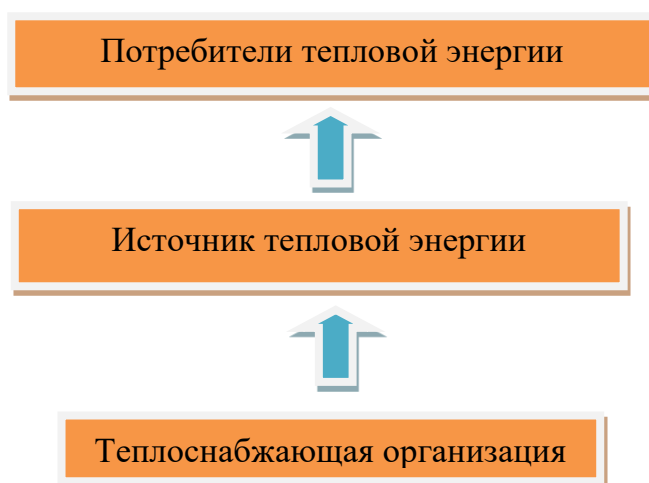 Потребители тепловой энергии
Источник тепловой энергии
Теплоснабжающая организация